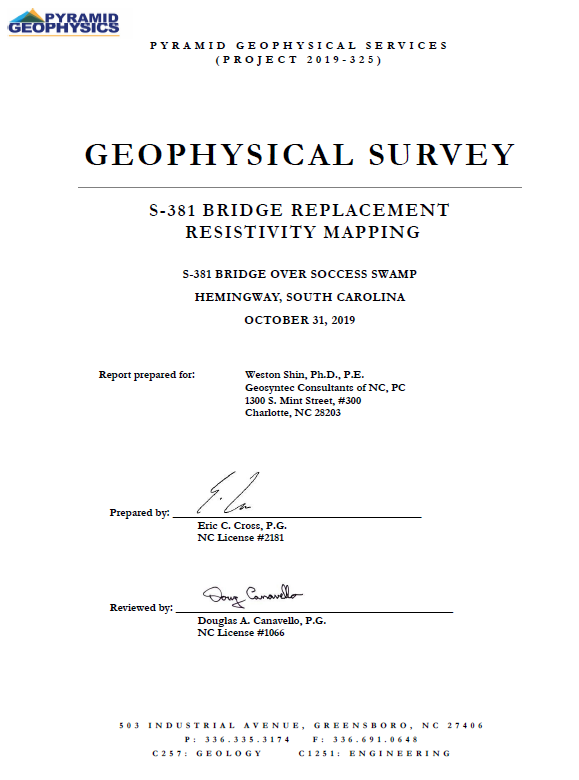 PYRAMID
GEOPHYSICS
PYRAMID GEOPHYSICAL SERVICES
(PROJECT 2019-325)
GEOPHYSICAL SURVEY
S-381 BRIDGE REPLACEMENT
RESISTIVITY MAPPING
S-381 BRIDGE OVER SOCCESS SWAMP
HEMINGWAY, SOUTH CAROLINA
OCTOBER 31, 2019
Report prepared for: Weston Shin, Ph.D., P.E.
Geosyntec Consultants of NC, PC
1300 S. Mint Street, #300
Charlotte, NC 28203
Prepared by:
Eric C. Cross, P.G.
NC License #2181
Doug Canavello
Reviewed by:
Douglas A. Canavello, P.G.
NC License #1066
503 INDUSTRIAL AVENUE, GREENSBORO, NC 27406
P: 336.335.3174 F: 336.691.0648
C257: GEOLOGY C1251: ENGINEERING